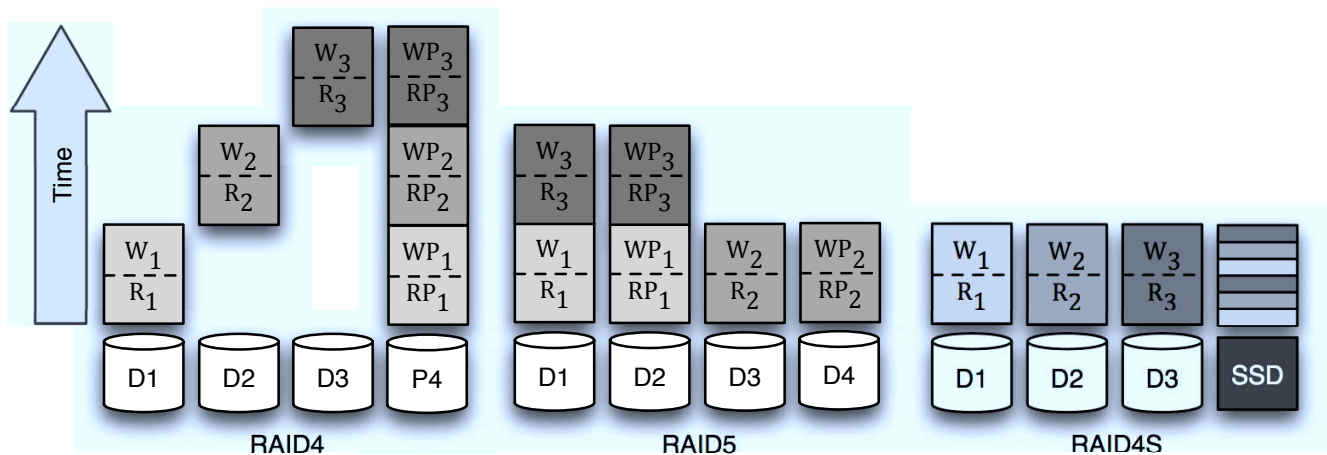 Time
W3 WP3
R3 RP3
W2 WP2
R2 RP2
W1 WP1
R1 RP1
D1 D2 D3 P4
RAID4
W3 WP3
R3 RP3
W1 WP1 W2 WP2
R1 RP1 R2 RP2
D1 D2 D3 D4
RAID5
W1 W2 W3
R1 R2 R3
D1 D2 D3 SSD
RAID4S